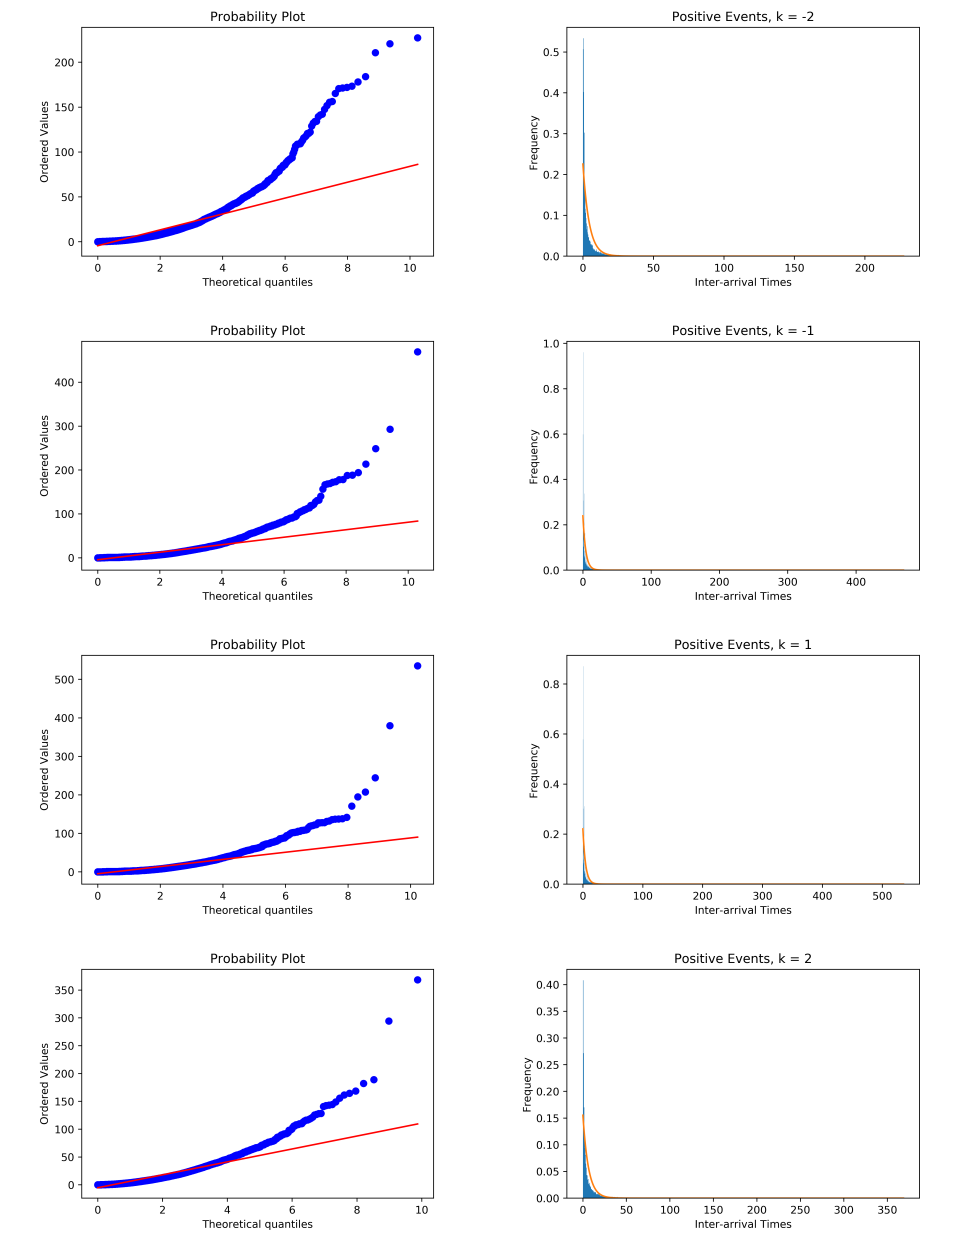 Probability Plot
Ordered Values
200
150
100
50
0
0 2 4 6 8 10
Theoretical quantiles
Positive Events, k = -2
Frequency
0.5
0.4
0.3
0.2
0.1
0.0
0 50 100 150 200
Inter-arrival Times
Probability Plot
Ordered Values
400
300
200
100
0
0 2 4 6 8 10
Theoretical quantiles
Positive Events, k = -1
Frequency
1.0
0.8
0.6
0.4
0.2
0.0
0 100 200 300 400
Inter-arrival Times
Probability Plot
Ordered Values
500
400
300
200
100
0
0 2 4 6 8 10
Theoretical quantiles
Positive Events, k = 1
Frequency
0.8
0.6
0.4
0.2
0.0
0 100 200 300 400 500
Inter-arrival Times
Probability Plot
Ordered Values
350
300
250
200
150
100
50
0
0 2 4 6 8 10
Theoretical quantiles
Positive Events, k = 2
Frequency
0.40
0.35
0.30
0.25
0.20
0.15
0.10
0.05
0.00
0 50 100 150 200 250 300 350
Inter-arrival Times